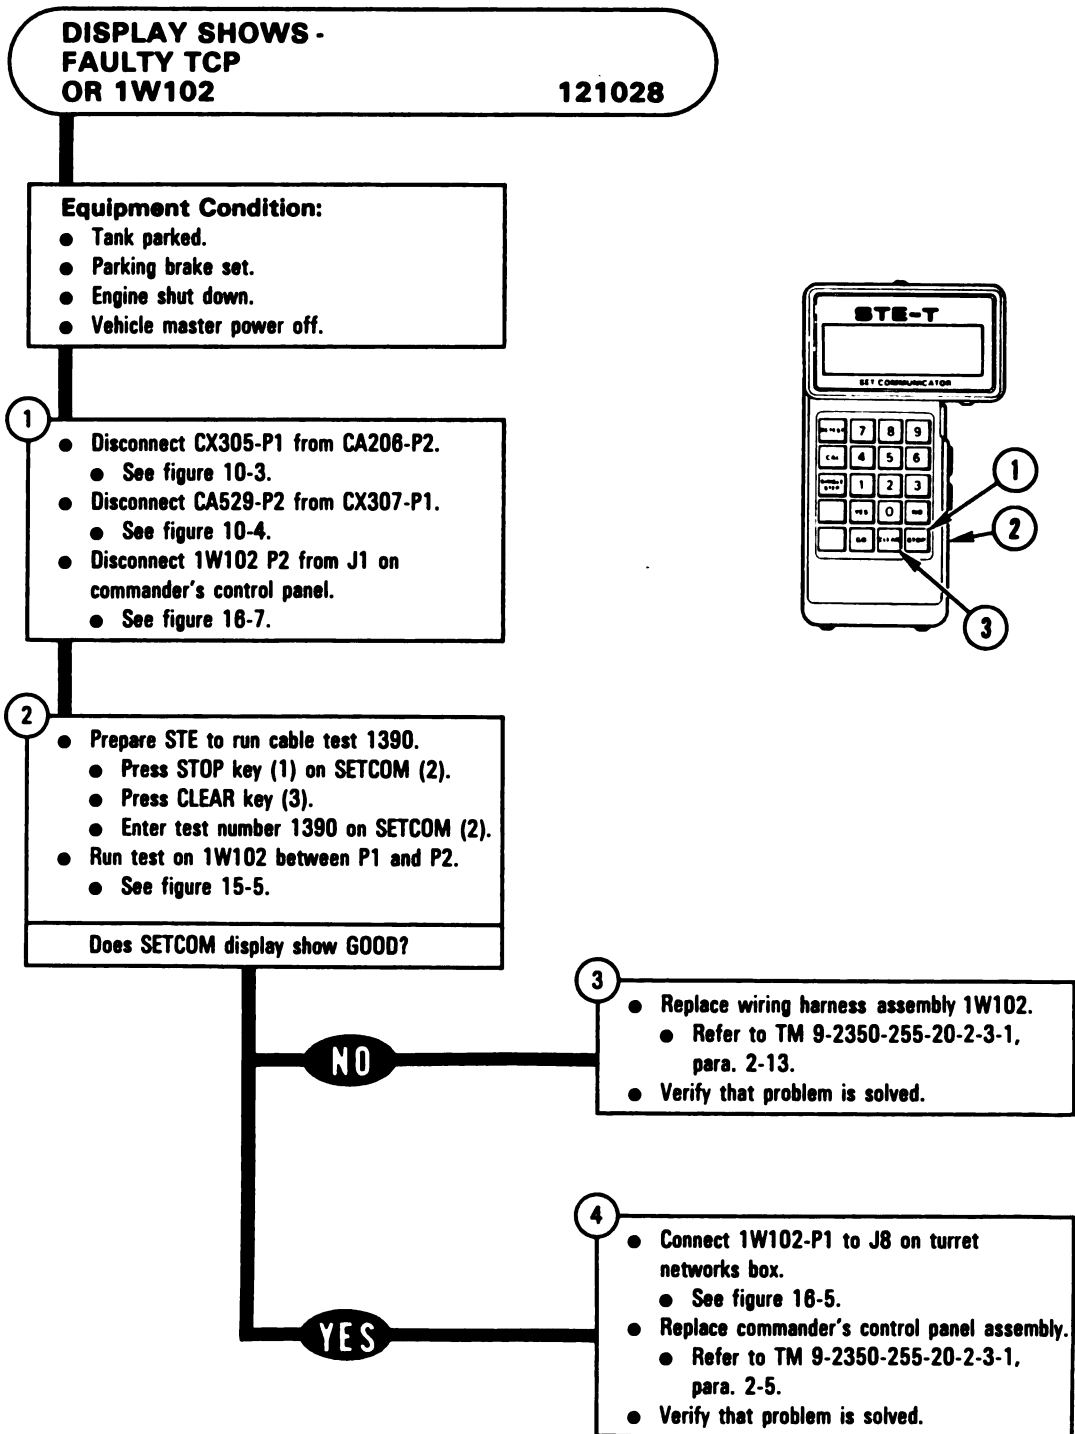 DISPLAY SHOWS -
FAULTY TCP
OR 1W102 121028
Equipment Condition:
● Tank parked.
● Parking brake set.
● Engine shut down.
● Vehicle master power off.
1
● Disconnect CX305-P1 from CA206-P2.
● See figure 10-3.
● Disconnect CA529-P2 from CX307-P1.
● See figure 10-4.
● Disconnect 1W102 P2 from J1 on
commander's control panel.
● See figure 16-7.
STE-T
SET COMMUNICATOR
7 8 9
4 5 6
1 2 3
YES 0 NO
GO CLEAR STOP
1
2
3
2
● Prepare STE to run cable test 1390.
● Press STOP key (1) on SETCOM (2).
● Press CLEAR key (3).
● Enter test number 1390 on SETCOM (2).
● Run test on 1W102 between P1 and P2.
● See figure 15-5.
Does SETCOM display show GOOD?
NO
3
● Replace wiring harness assembly 1W102.
● Refer to TM 9-2350-255-20-2-3-1,
para. 2-13.
● Verify that problem is solved.
YES
4
● Connect 1W102-P1 to J8 on turret
networks box.
● See figure 16-5.
● Replace commander's control panel assembly.
● Refer to TM 9-2350-255-20-2-3-1,
para. 2-5.
● Verify that problem is solved.